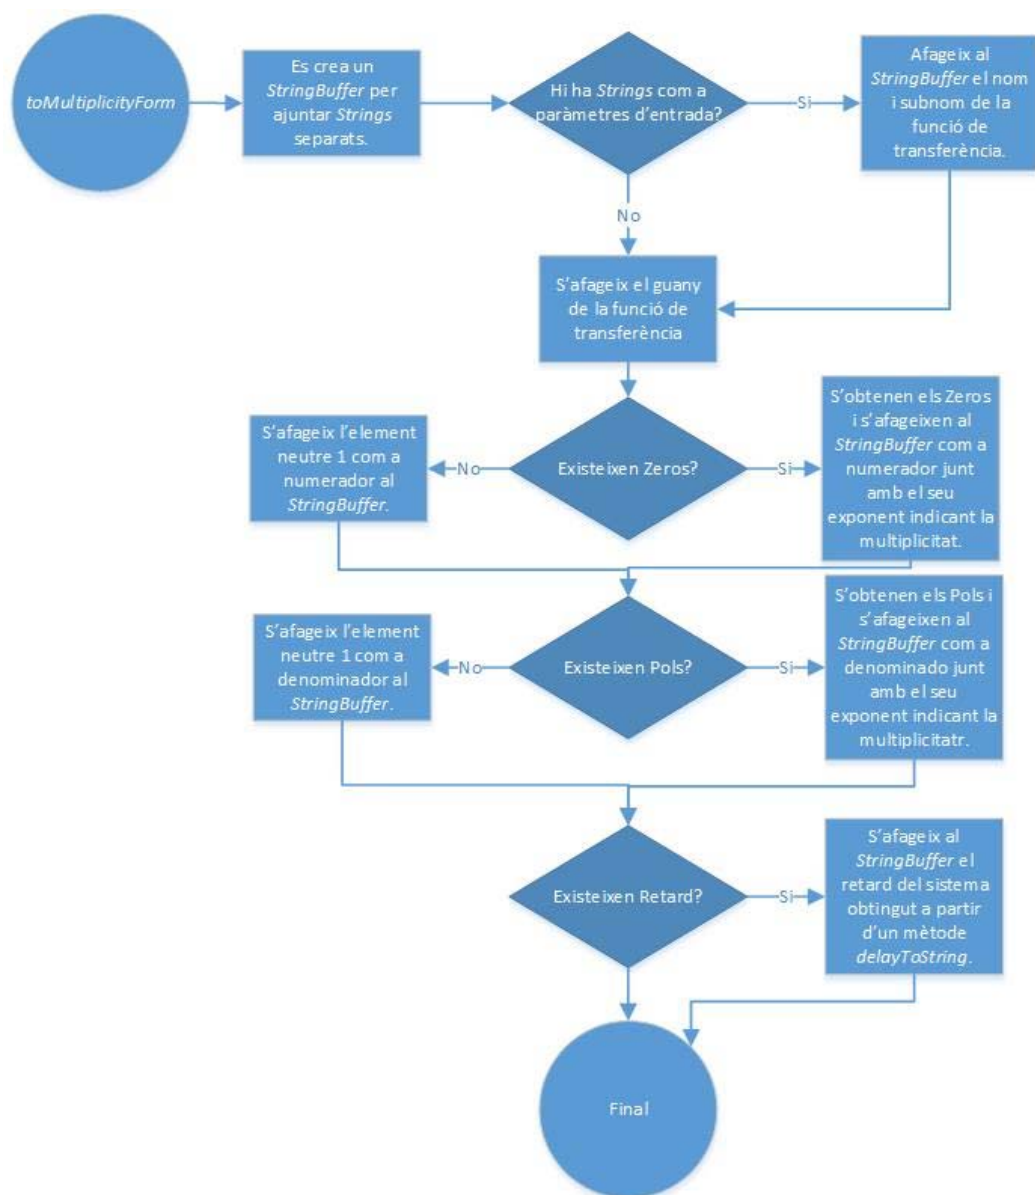 toMultiplicityForm
Es crea un
StringBuffer per
ajuntar Strings
separats.
Hi ha Strings com a
paràmetres d'entrada?
Si
Afageix al
StringBuffer el nom
i subnom de la
funció de
transferència.
No
S'afageix el guany
de la funció de
transferència
S'afageix l'element
neutre 1 com a
numerador al
StringBuffer.
No
Existeixen Zeros?
Si
S'obtenen els Zeros
i s'afageixen al
StringBuffer com a
numerador junt
amb el seu
exponent indicant la
multiplicitat.
S'afageix l'element
neutre 1 com a
denominador al
StringBuffer.
No
Existeixen Pols?
Si
S'obtenen els Pols i
s'afageixen al
StringBuffer com a
denominado junt
amb el seu
exponent indicant la
multiplicitatr.
Existeixen Retard?
Si
S'afageix al
StringBuffer el
retard del sistema
obtingut a partir
d'un mètode
delayToString.
Final